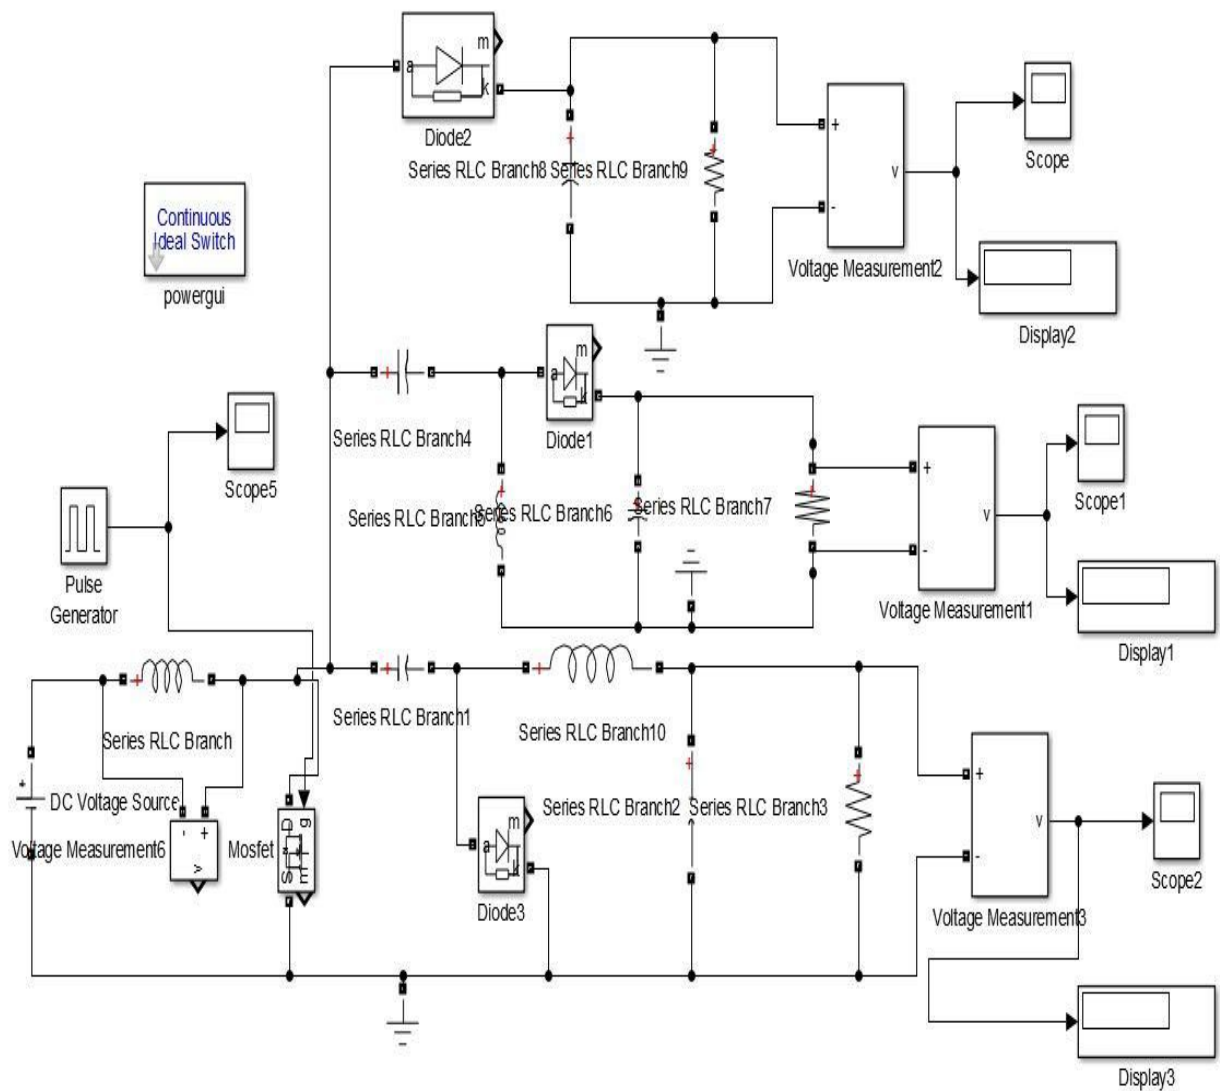 m
a
k
Diode2
Series RLC Branch8
Series RLC Branch9
+
v
-
Voltage Measurement2
Scope
Continuous
Ideal Switch
powergui
Display2
m
a
k
Diode1
Series RLC Branch4
Scope5
Series RLC Branch5
Series RLC Branch6
Series RLC Branch7
+
v
-
Voltage Measurement1
Scope1
Display1
Pulse
Generator
Series RLC Branch
Series RLC Branch1
Series RLC Branch10
DC Voltage Source
Voltage Measurement6
- +
v
Mosfet
D g
S m
m
a
k
Diode3
Series RLC Branch2
Series RLC Branch3
+
v
-
Voltage Measurement3
Scope2
Display3